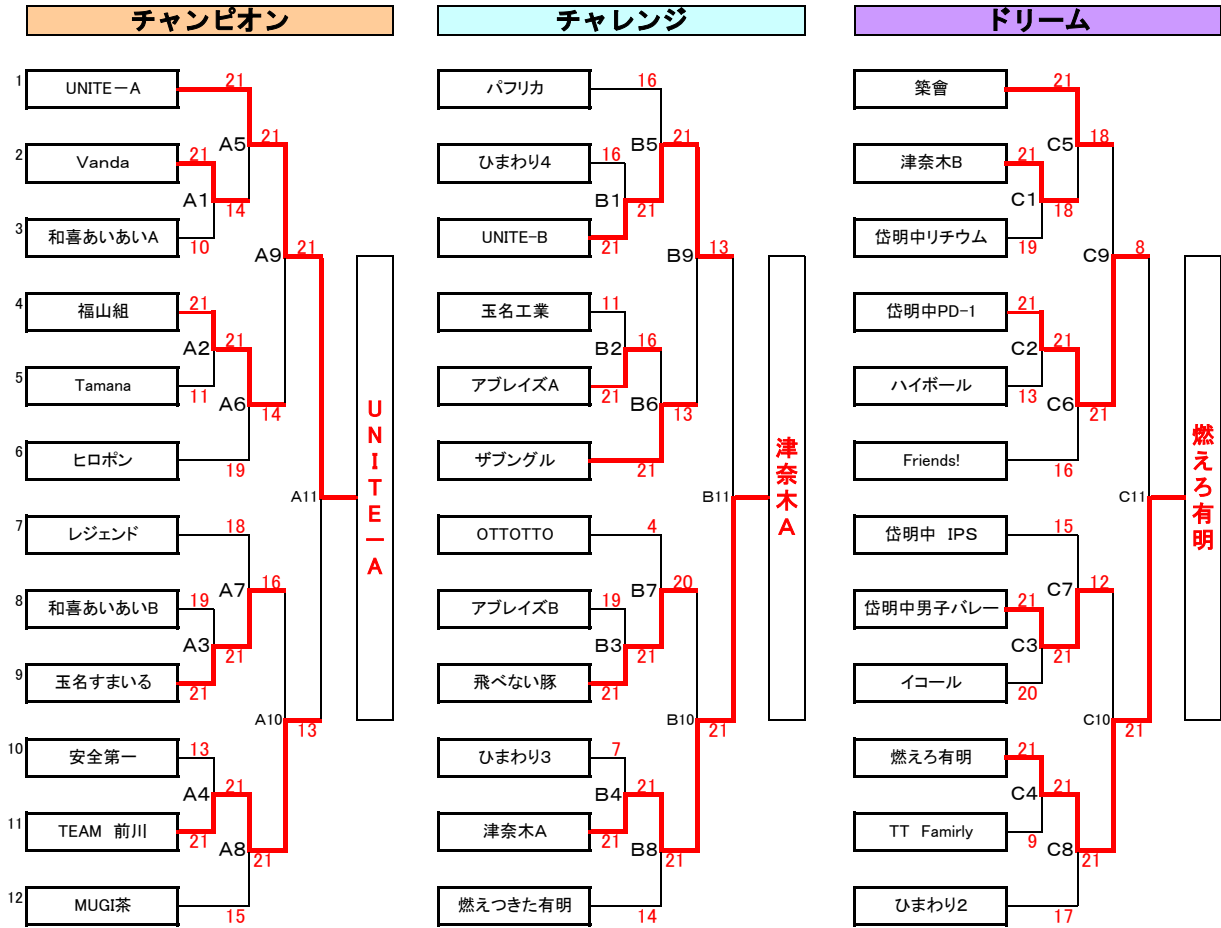 チャンピオン
1 UNITE－A 21
A5 21
2 Vanda 21
A1 14
3 和喜あいあいA 10
A9 21
4 福山組 21
A2 21
5 Tamana 11
A6 14
6 ヒロポン 19
A11
UNITE－A
7 レジェンド 18
A7 16
8 和喜あいあいB 19
A3 21
9 玉名すまいる 21
A10 13
10 安全第一 13
A4 21
11 TEAM 前川 21
A8 21
12 MUGI茶 15
チャレンジ
パフリカ 16
B5 21
ひまわり4 16
B1 21
UNITE-B 21
B9 13
玉名工業 11
B2 16
アブレイズA 21
B6 13
ザブングル 21
B11
津奈木A
OTTOTTO 4
B7 20
アブレイズB 19
B3 21
飛べない豚 21
B10 21
ひまわり3 7
B4 21
津奈木A 21
B8 21
燃えつきた有明 14
ドリーム
築會 21
C5 18
津奈木B 21
C1 18
岱明中リチウム 19
C9 8
岱明中PD-1 21
C2 21
ハイボール 13
C6 21
Friends! 16
C11
燃えろ有明
岱明中 IPS 15
C7 12
岱明中男子バレー 21
C3 21
イコール 20
C10 21
燃えろ有明 21
C4 21
TT Famirly 9
C8 21
ひまわり2 17